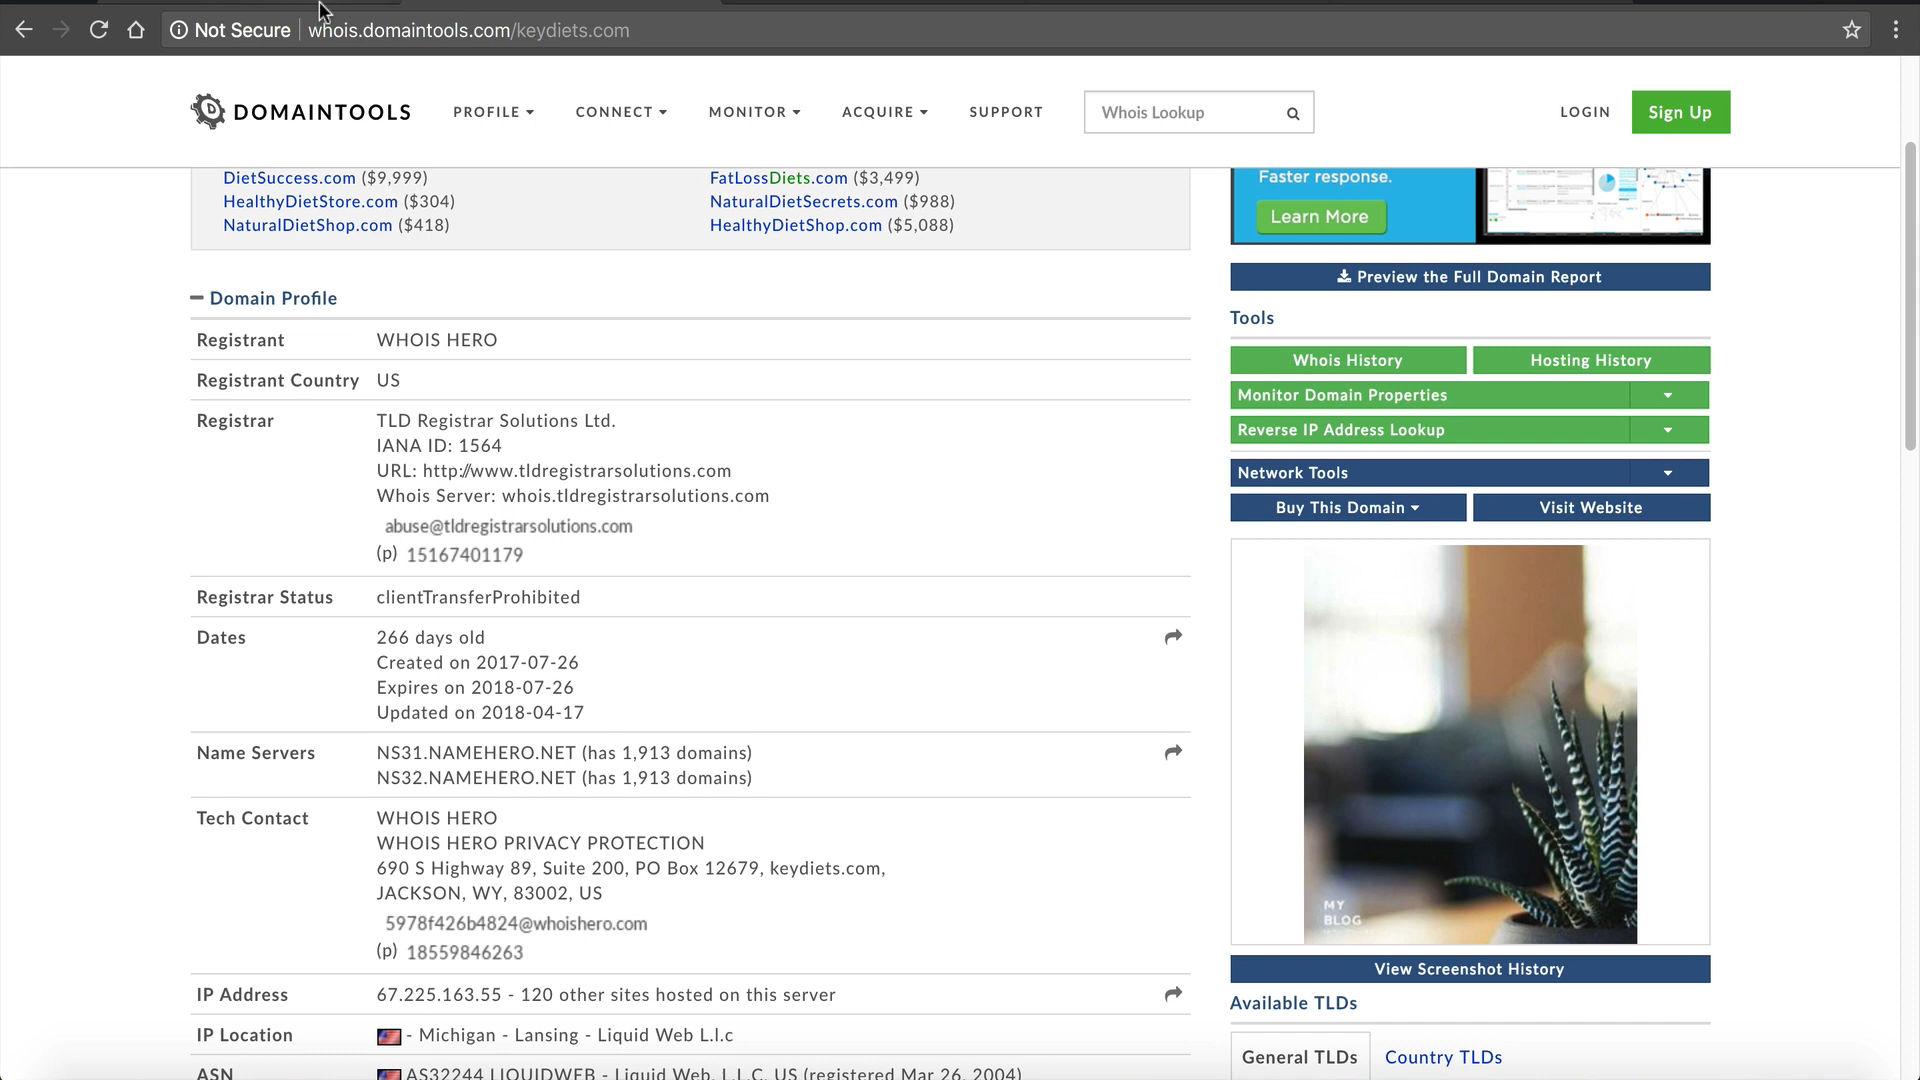 Not Secure | whois.domaintools.com/keydiets.com
DOMAINTOOLS
PROFILE
CONNECT
MONITOR
ACQUIRE
SUPPORT
Whois Lookup
LOGIN
Sign Up
DietSuccess.com ($9,999)
FatLossDiets.com ($3,499)
HealthyDietStore.com ($304)
NaturalDietSecrets.com ($988)
NaturalDietShop.com ($418)
HealthyDietShop.com ($5,088)
Domain Profile
Registrant WHOIS HERO
Registrant Country US
Registrar TLD Registrar Solutions Ltd.
IANA ID: 1564
URL: http://www.tldregistrarsolutions.com
Whois Server: whois.tldregistrarsolutions.com
abuse@tldregistrarsolutions.com
(p) 15167401179
Registrar Status clientTransferProhibited
Dates 266 days old
Created on 2017-07-26
Expires on 2018-07-26
Updated on 2018-04-17
Name Servers NS31.NAMEHERO.NET (has 1,913 domains)
NS32.NAMEHERO.NET (has 1,913 domains)
Tech Contact WHOIS HERO
WHOIS HERO PRIVACY PROTECTION
690 S Highway 89, Suite 200, PO Box 12679, keydiets.com,
JACKSON, WY, 83002, US
5978f426b4824@whoishero.com
(p) 18559846263
IP Address 67.225.163.55 - 120 other sites hosted on this server
IP Location - Michigan - Lansing - Liquid Web L.l.c
ASN AS32244 LIQUIDWEB - Liquid Web, L.L.C, US (registered Mar 26, 2004)
Faster response.
Learn More
Preview the Full Domain Report
Tools
Whois History
Hosting History
Monitor Domain Properties
Reverse IP Address Lookup
Network Tools
Buy This Domain
Visit Website
MY
BLOG
View Screenshot History
Available TLDs
General TLDs
Country TLDs